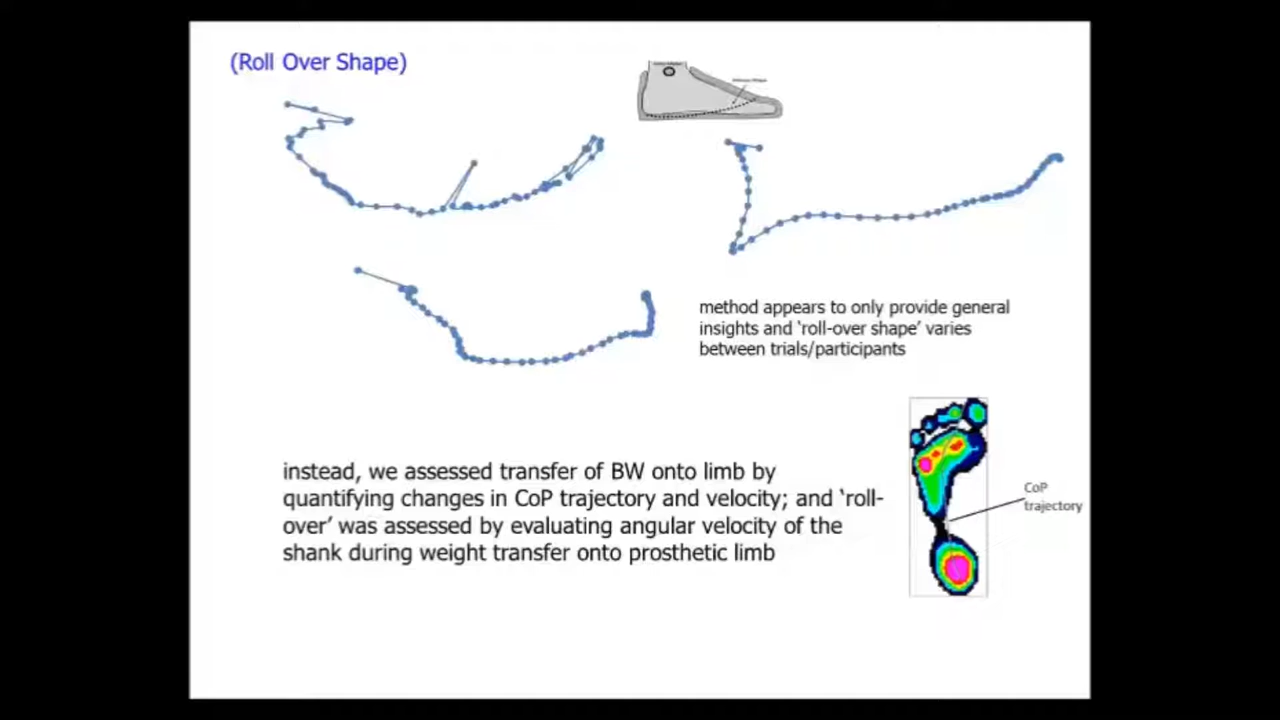 (Roll Over Shape)
method appears to only provide general
insights and ‘roll-over shape’ varies
between trials/participants
instead, we assessed transfer of BW onto limb by
quantifying changes in CoP trajectory and velocity; and ‘roll-
over’ was assessed by evaluating angular velocity of the
shank during weight transfer onto prosthetic limb
CoP
trajectory